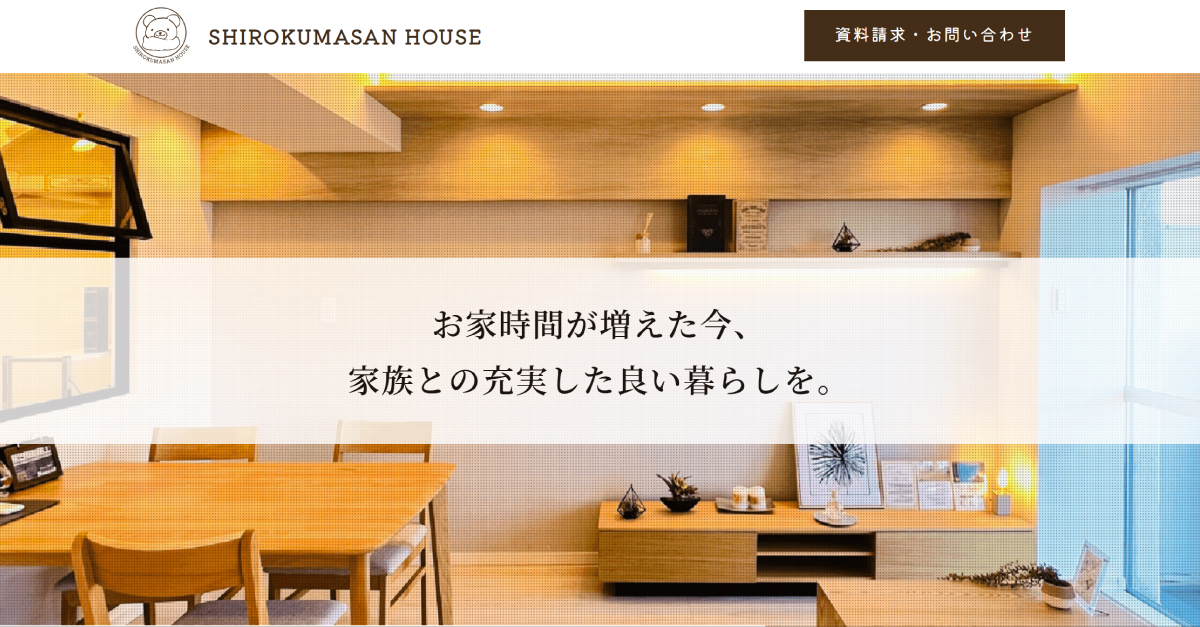 SHIROKUMASAN HOUSE
SHIROKUMASAN HOUSE
資料請求・お問い合わせ
お家時間が増えた今、
家族との充実した良い暮らしを。